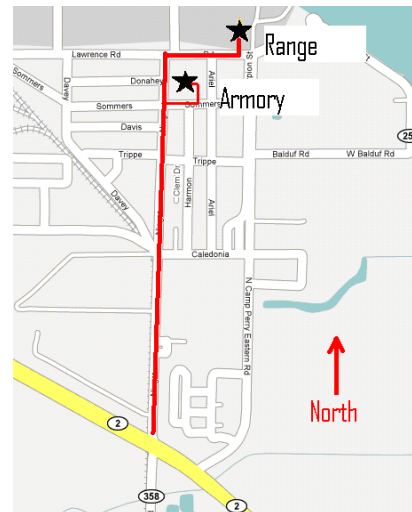 Range
Lawrence Rd
Donahey
Armory
Sommers
Sommers
Sommers
Davey
Ariel
Davis
Trippe
Trippe
Balduf Rd
W Balduf Rd
25
Clem Dr
Harmon
Ariel
Davey
Caledonia
N Camp Perry Eastern Rd
North
2
358
2